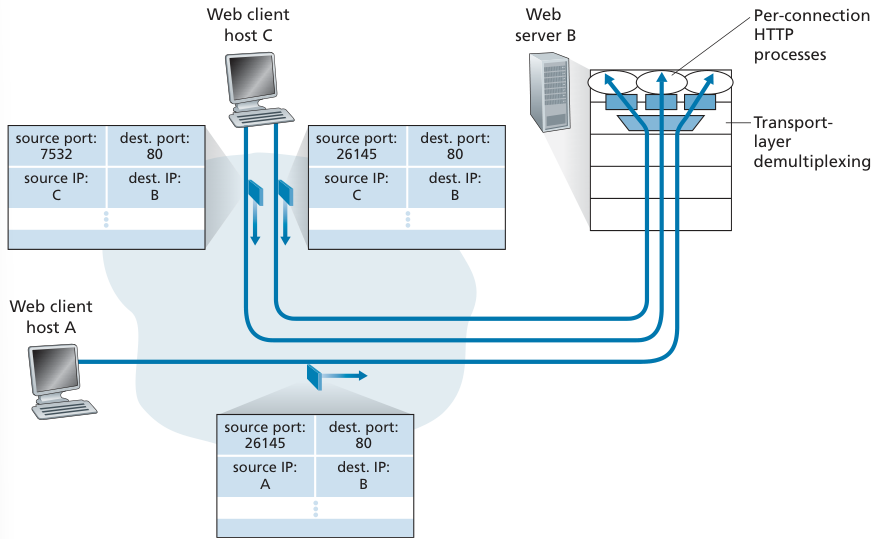 Web client
host C
Web
server B
Per-connection
HTTP
processes
Transport-
layer
demultiplexing
source port:
7532
dest. port:
80
source IP:
C
dest. IP:
B
source port:
26145
dest. port:
80
source IP:
C
dest. IP:
B
Web client
host A
source port:
26145
dest. port:
80
source IP:
A
dest. IP:
B